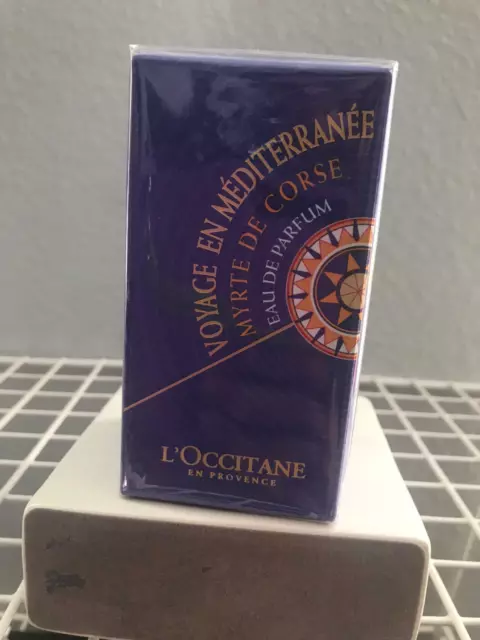 VOYAGE EN MÉDITERRANÉE
MYRTE DE CORSE
EAU DE PARFUM
L'OCCITANE
EN PROVENCE